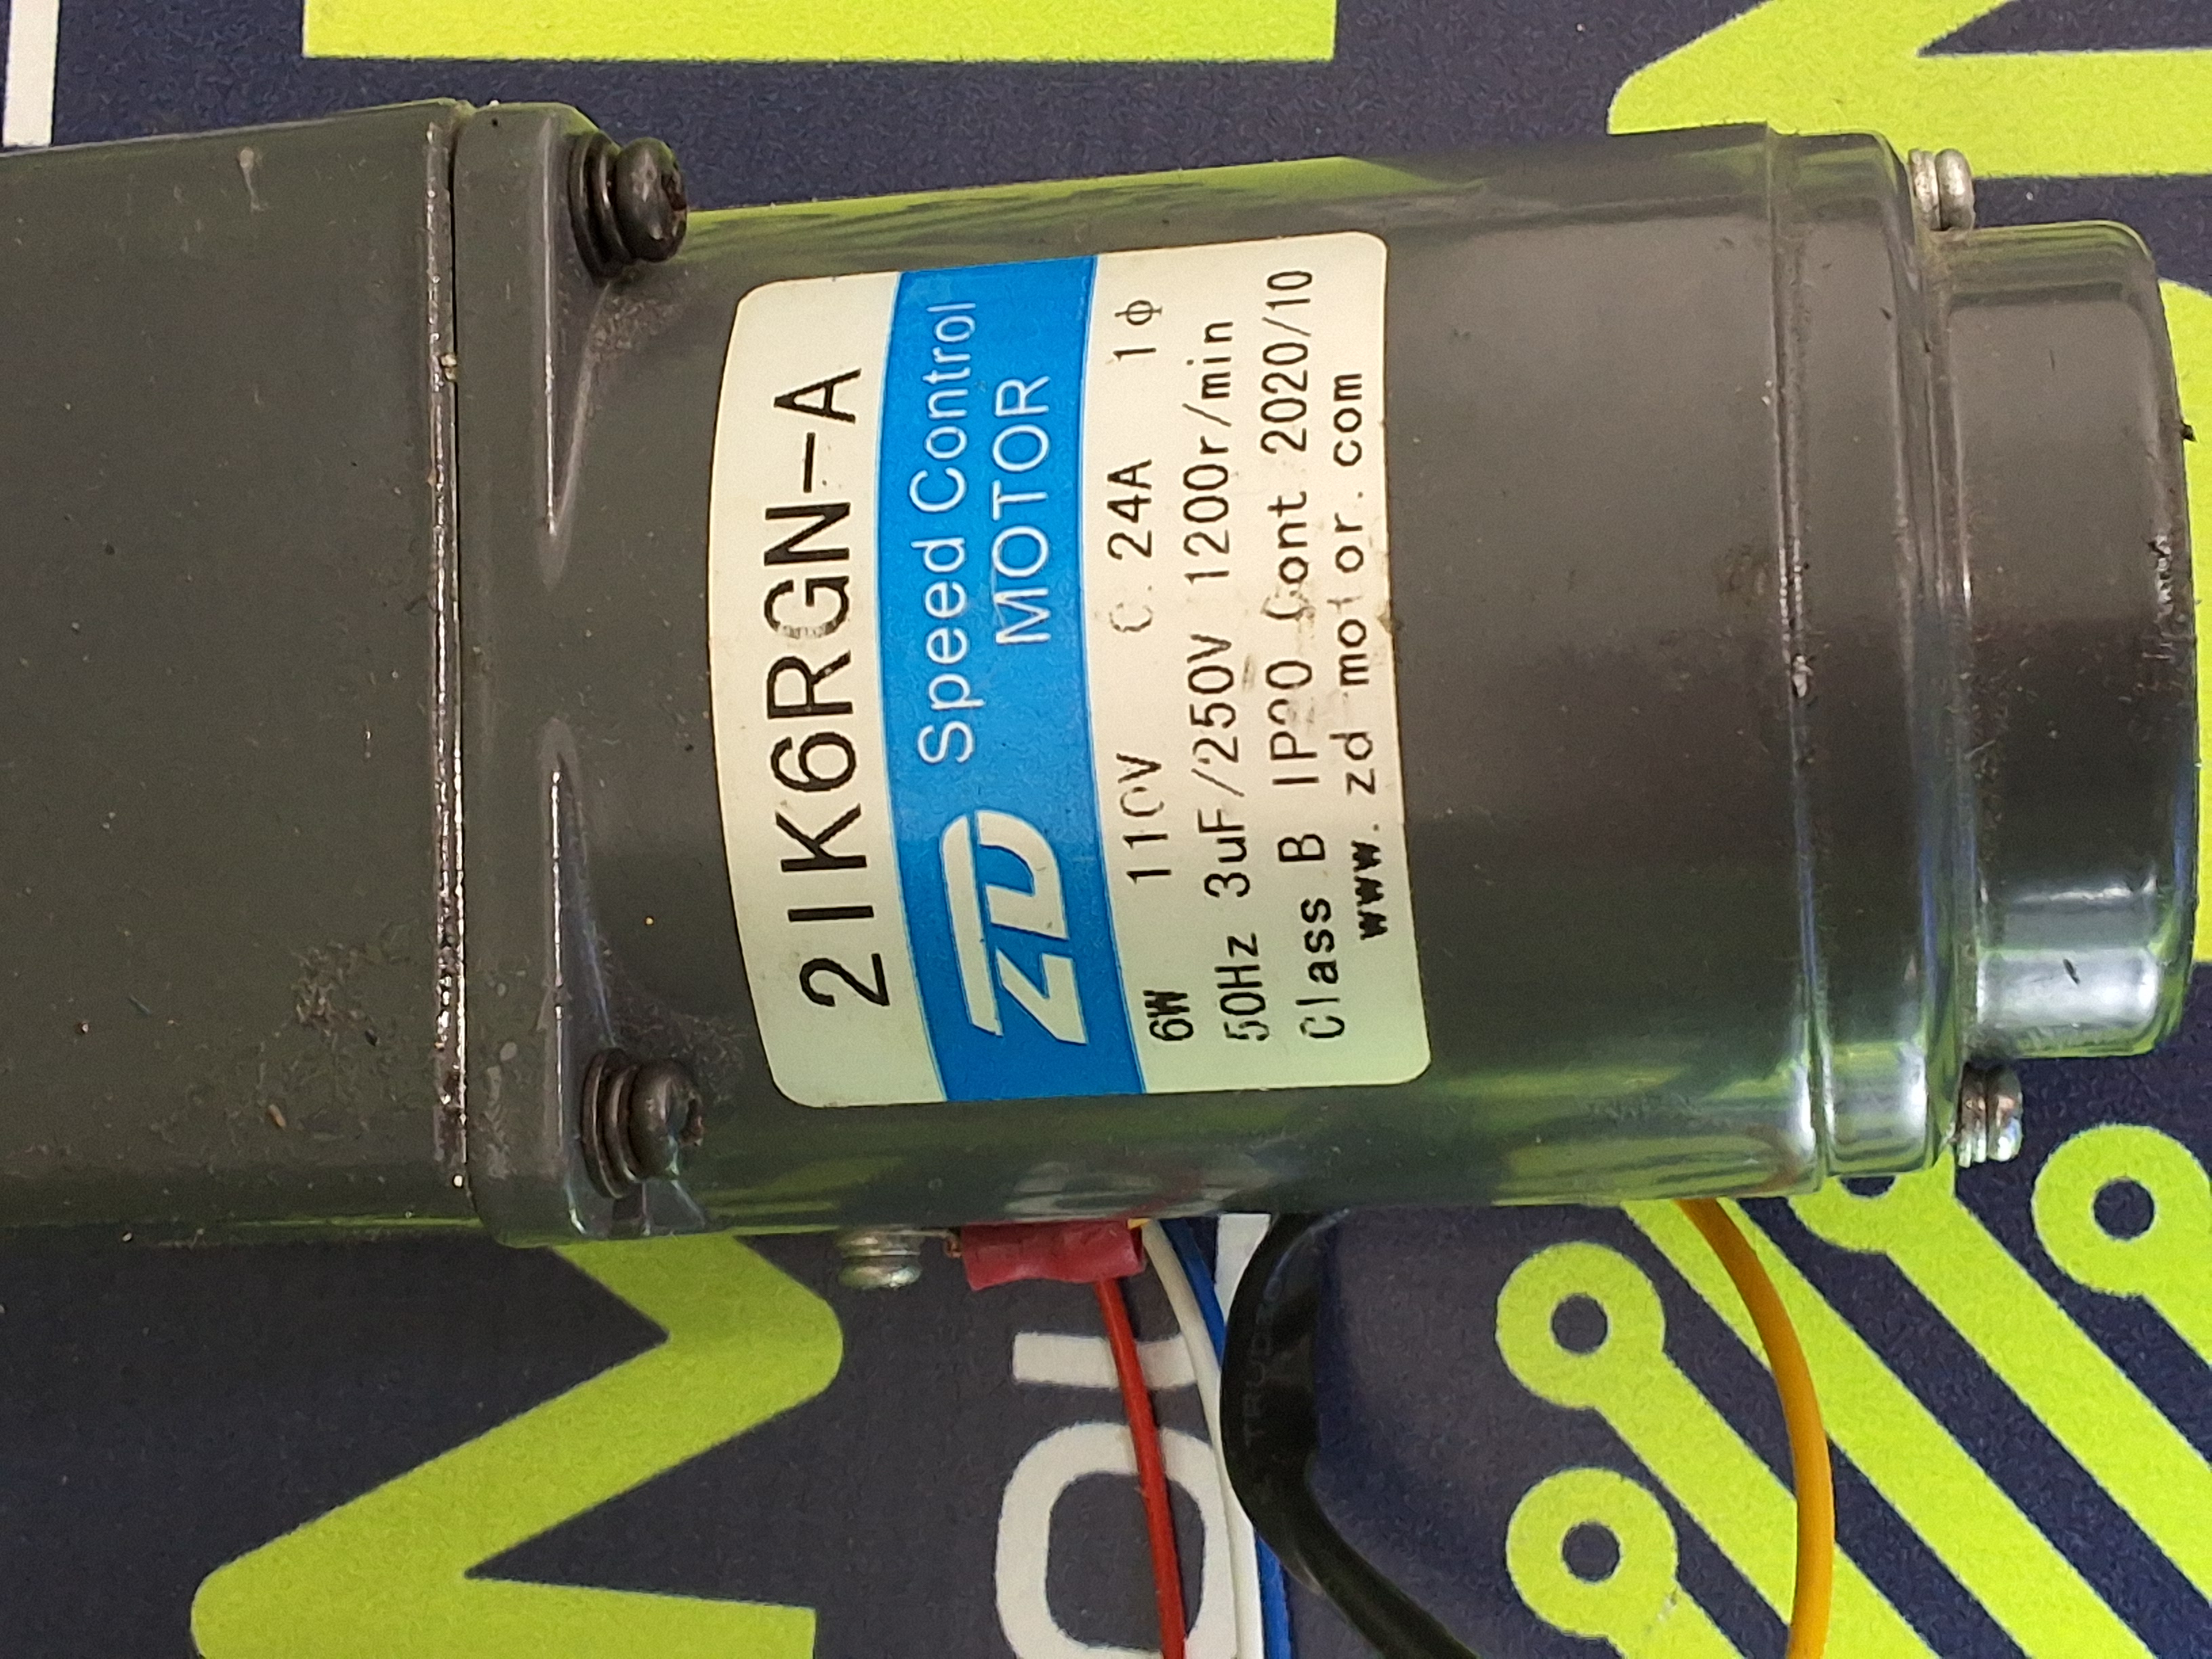 2IK6RGN-A
ZD Speed Control
MOTOR
6W 110V 0.24A 1φ
50Hz 3uF/250V 1200r/min
Class B IP20 Cont 2020/10
www.zd-motor.com